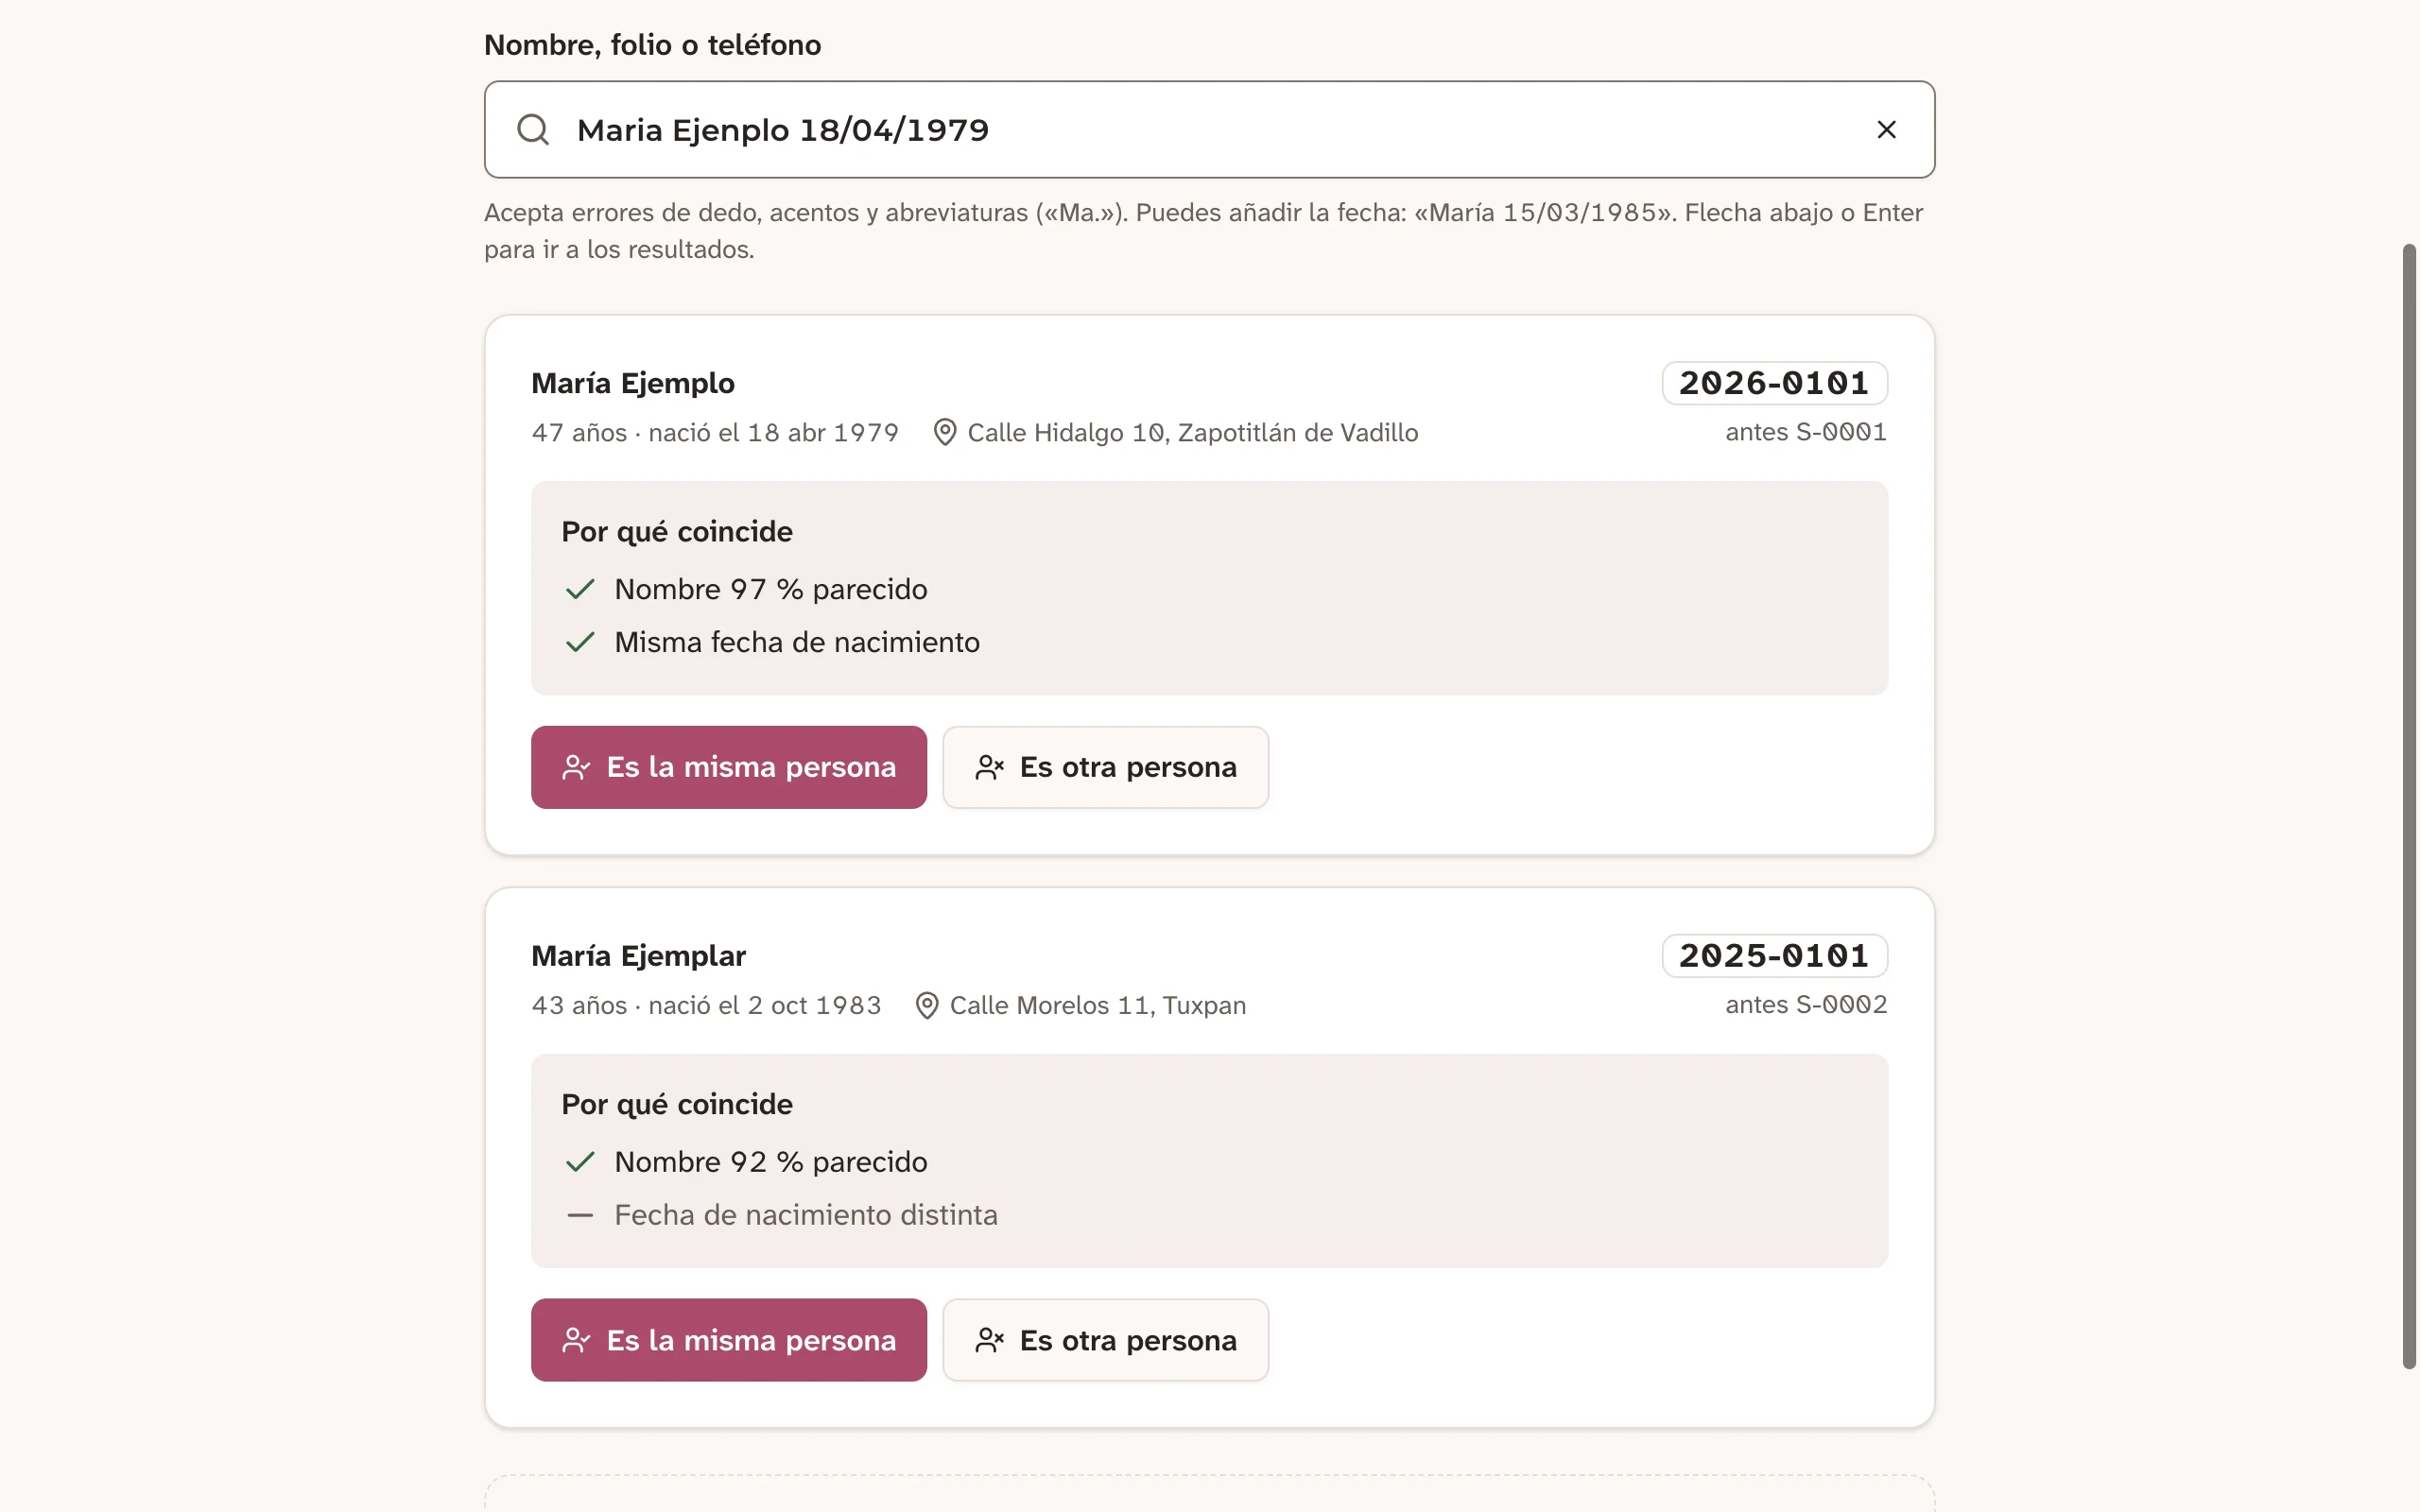 Nombre, folio o teléfono
Maria Ejenplo 18/04/1979
Acepta errores de dedo, acentos y abreviaturas («Ma.»). Puedes añadir la fecha: «María 15/03/1985». Flecha abajo o Enter
para ir a los resultados.
María Ejemplo
2026-0101
47 años · nació el 18 abr 1979
Calle Hidalgo 10, Zapotitlán de Vadillo
antes S-0001
Por qué coincide
Nombre 97 % parecido
Misma fecha de nacimiento
Es la misma persona
Es otra persona
María Ejemplar
2025-0101
43 años · nació el 2 oct 1983
Calle Morelos 11, Tuxpan
antes S-0002
Por qué coincide
Nombre 92 % parecido
Fecha de nacimiento distinta
Es la misma persona
Es otra persona